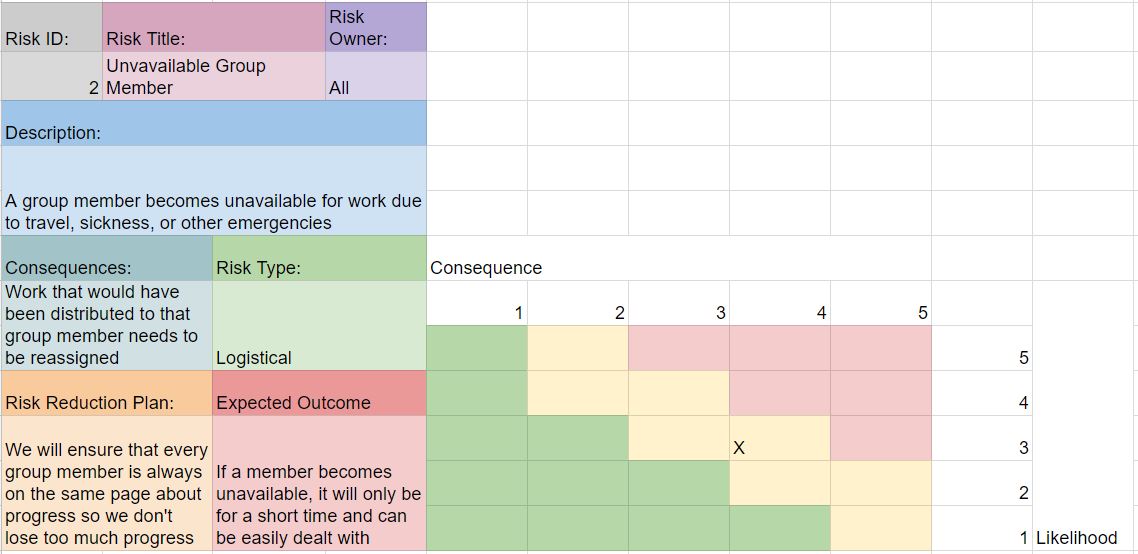 Risk ID: Risk Title: Risk Owner:
2 Unvavailable Group Member All
Description:
A group member becomes unavailable for work due
to travel, sickness, or other emergencies
Consequences: Risk Type: Consequence
Work that would have
been distributed to that
group member needs to
be reassigned
Logistical
1 2 3 4 5
5
Risk Reduction Plan: Expected Outcome
4
We will ensure that every
group member is always
on the same page about
progress so we don't
lose too much progress
If a member becomes
unavailable, it will only be
for a short time and can
be easily dealt with
X
3
2
1 Likelihood